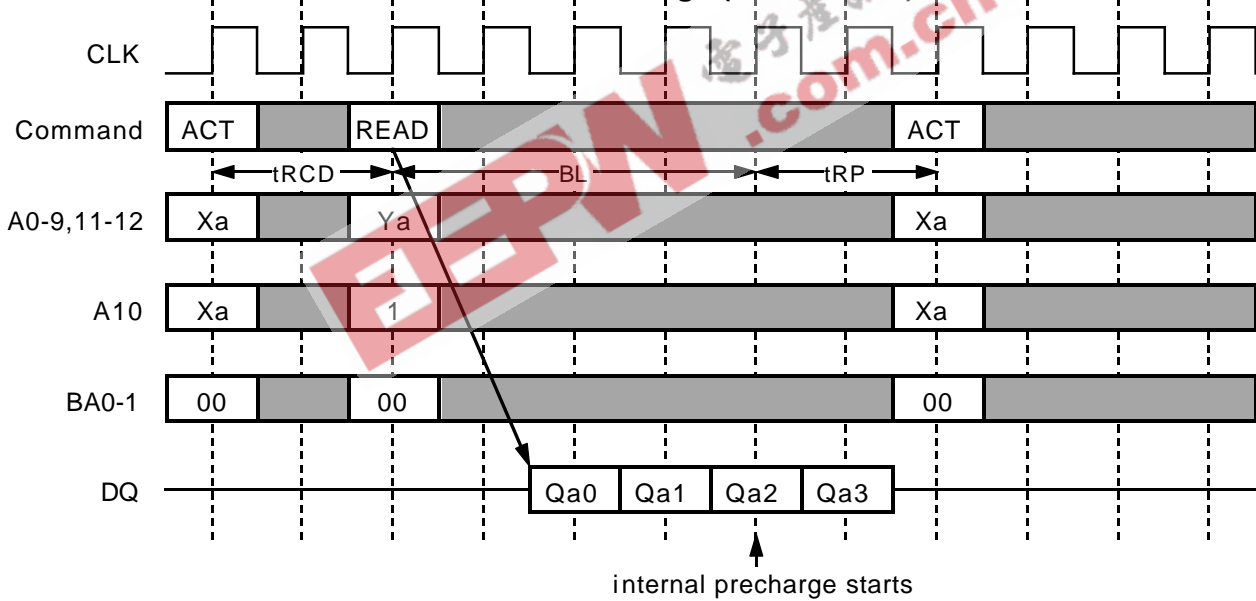 CLK
Command ACT READ ACT
tRCD BL tRP
A0-9,11-12 Xa Ya Xa
A10 Xa 1 Xa
BA0-1 00 00 00
DQ Qa0 Qa1 Qa2 Qa3
internal precharge starts
EEPW
.com.cn